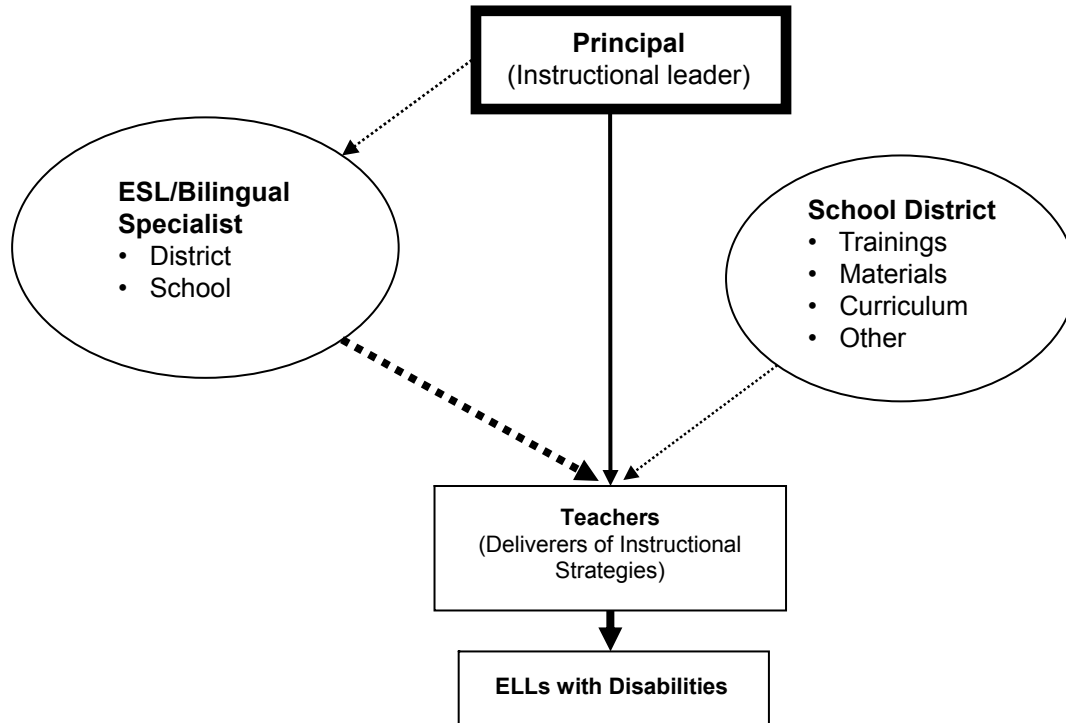 Principal
(Instructional leader)
ESL/Bilingual
Specialist
• District
• School
School District
• Trainings
• Materials
• Curriculum
• Other
Teachers
(Deliverers of Instructional
Strategies)
ELLs with Disabilities